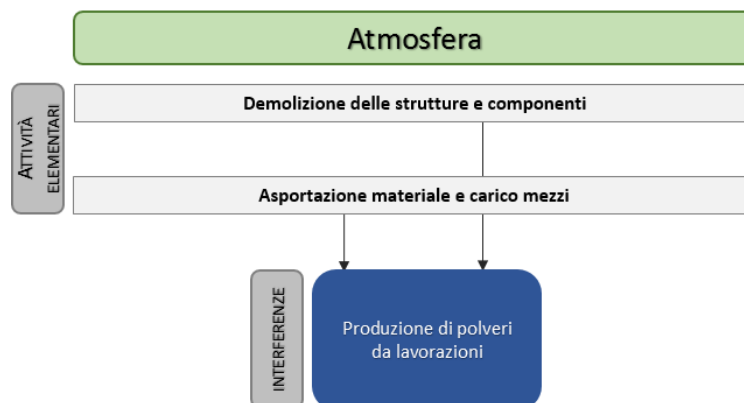 Atmosfera
ATTIVITÀ
ELEMENTARI
Demolizione delle strutture e componenti
Asportazione materiale e carico mezzi
INTERFERENZE
Produzione di polveri
da lavorazioni